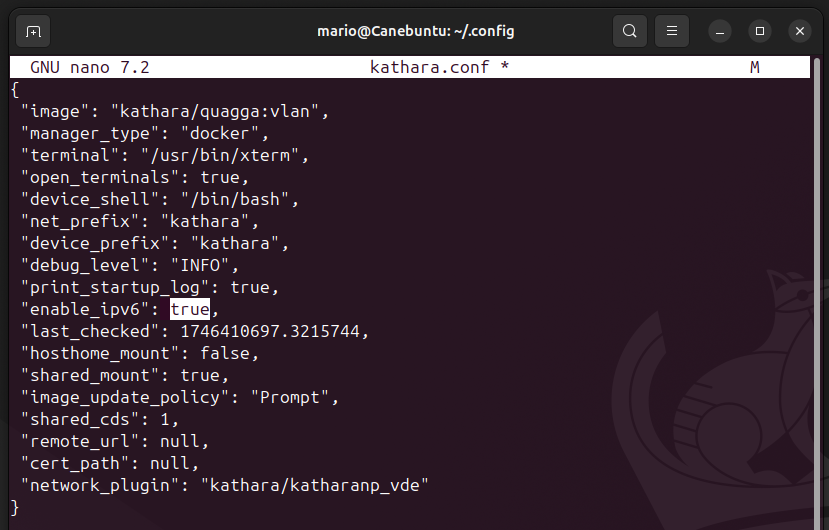 mario@Canebuntu: ~/.config
GNU nano 7.2 kathara.conf * M
{
"image": "kathara/quagga:vlan",
"manager_type": "docker",
"terminal": "/usr/bin/xterm",
"open_terminals": true,
"device_shell": "/bin/bash",
"net_prefix": "kathara",
"device_prefix": "kathara",
"debug_level": "INFO",
"print_startup_log": true,
"enable_ipv6": true,
"last_checked": 1746410697.3215744,
"hosthome_mount": false,
"shared_mount": true,
"image_update_policy": "Prompt",
"shared_cds": 1,
"remote_url": null,
"cert_path": null,
"network_plugin": "kathara/katharanp_vde"
}